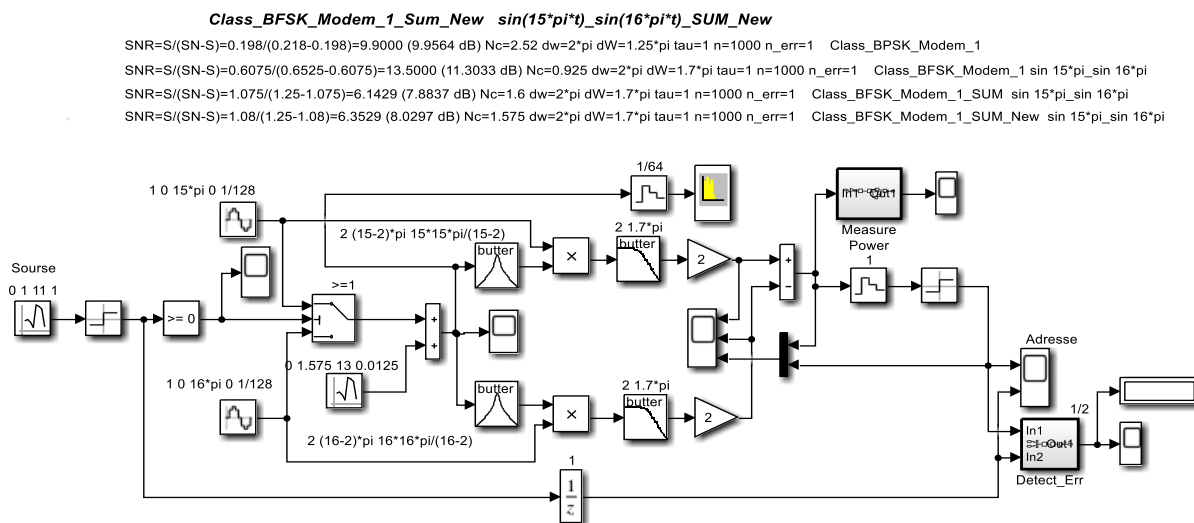 Class_BFSK_Modem_1_Sum_New sin(15*pi*t)_sin(16*pi*t)_SUM_New
SNR=S/(SN-S)=0.198/(0.218-0.198)=9.9000 (9.9564 dB) Nc=2.52 dw=2*pi dW=1.25*pi tau=1 n=1000 n_err=1 Class_BPSK_Modem_1
SNR=S/(SN-S)=0.6075/(0.6525-0.6075)=13.5000 (11.3033 dB) Nc=0.925 dw=2*pi dW=1.7*pi tau=1 n=1000 n_err=1 Class_BFSK_Modem_1 sin 15*pi_sin 16*pi
SNR=S/(SN-S)=1.075/(1.25-1.075)=6.1429 (7.8837 dB) Nc=1.6 dw=2*pi dW=1.7*pi tau=1 n=1000 n_err=1 Class_BFSK_Modem_1_SUM sin 15*pi_sin 16*pi
SNR=S/(SN-S)=1.08/(1.25-1.08)=6.3529 (8.0297 dB) Nc=1.575 dw=2*pi dW=1.7*pi tau=1 n=1000 n_err=1 Class_BFSK_Modem_1_SUM_New sin 15*pi_sin 16*pi
1/64
1 0 15*pi 0 1/128
In1 Out1
Measure
Power
2 (15-2)*pi 15*15*pi/(15-2)
2 1.7*pi
butter
butter
×
2
+
-
1
Sourse
0 1 11 1
>=1
>= 0
+
+
Adresse
0 1.575 13 0.0125
1 0 16*pi 0 1/128
butter
2 1.7*pi
butter
×
2
1/2
In1
In2
Out1
2 (16-2)*pi 16*16*pi/(16-2)
Detect_Err
1
1
z